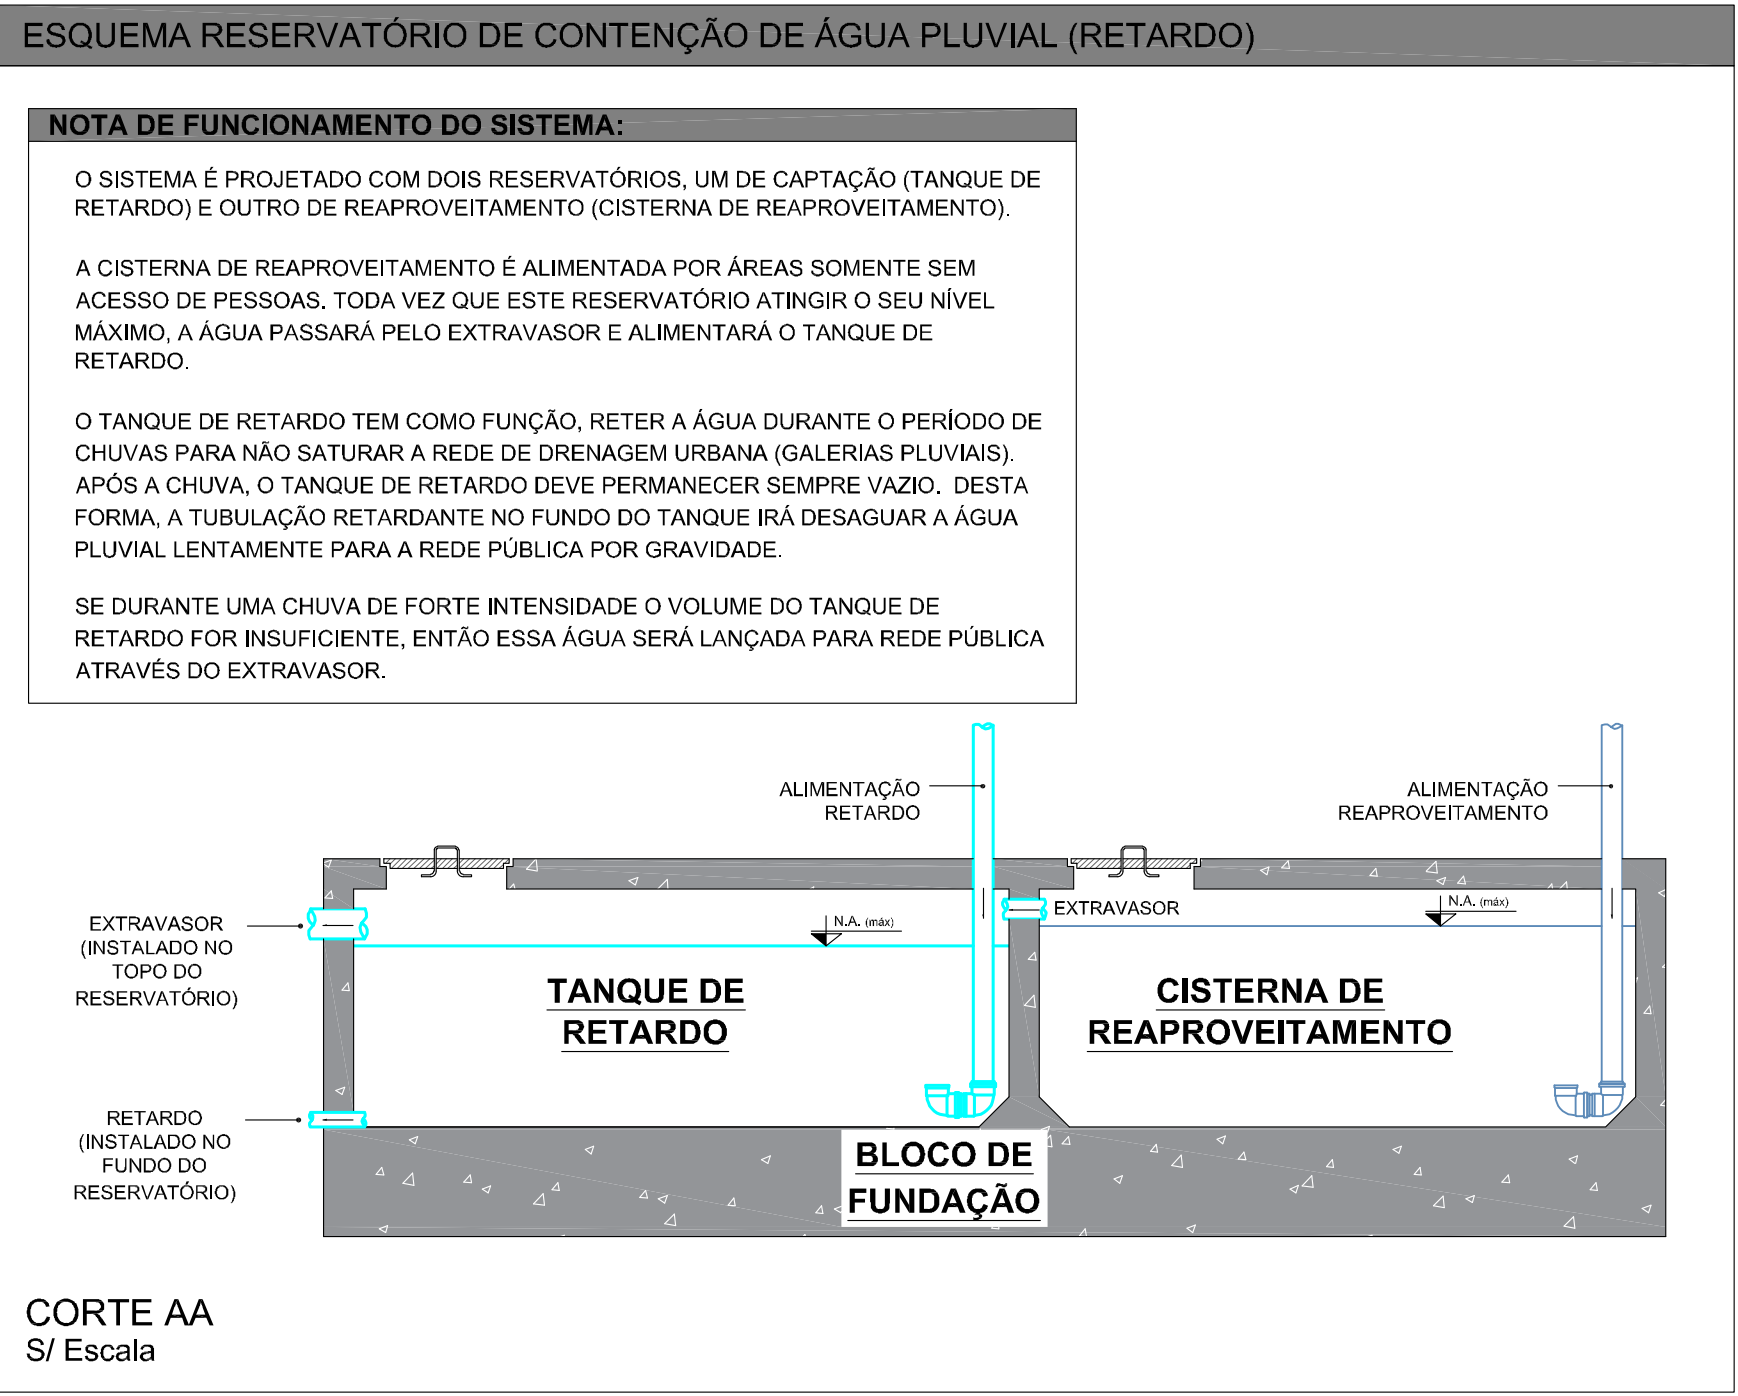 ESQUEMA RESERVATÓRIO DE CONTENÇÃO DE ÁGUA PLUVIAL (RETARDO)
NOTA DE FUNCIONAMENTO DO SISTEMA:
O SISTEMA É PROJETADO COM DOIS RESERVATÓRIOS, UM DE CAPTAÇÃO (TANQUE DE
RETARDO) E OUTRO DE REAPROVEITAMENTO (CISTERNA DE REAPROVEITAMENTO).
A CISTERNA DE REAPROVEITAMENTO É ALIMENTADA POR ÁREAS SOMENTE SEM
ACESSO DE PESSOAS. TODA VEZ QUE ESTE RESERVATÓRIO ATINGIR O SEU NÍVEL
MÁXIMO, A ÁGUA PASSARÁ PELO EXTRAVASOR E ALIMENTARÁ O TANQUE DE
RETARDO.
O TANQUE DE RETARDO TEM COMO FUNÇÃO, RETER A ÁGUA DURANTE O PERÍODO DE
CHUVAS PARA NÃO SATURAR A REDE DE DRENAGEM URBANA (GALERIAS PLUVIAIS).
APÓS A CHUVA, O TANQUE DE RETARDO DEVE PERMANECER SEMPRE VAZIO. DESTA
FORMA, A TUBULAÇÃO RETARDANTE NO FUNDO DO TANQUE IRÁ DESAGUAR A ÁGUA
PLUVIAL LENTAMENTE PARA A REDE PÚBLICA POR GRAVIDADE.
SE DURANTE UMA CHUVA DE FORTE INTENSIDADE O VOLUME DO TANQUE DE
RETARDO FOR INSUFICIENTE, ENTÃO ESSA ÁGUA SERÁ LANÇADA PARA REDE PÚBLICA
ATRAVÉS DO EXTRAVASOR.
ALIMENTAÇÃO
RETARDO
ALIMENTAÇÃO
REAPROVEITAMENTO
EXTRAVASOR
(INSTALADO NO
TOPO DO
RESERVATÓRIO)
N.A. (máx)
EXTRAVASOR
N.A. (máx)
TANQUE DE
RETARDO
CISTERNA DE
REAPROVEITAMENTO
RETARDO
(INSTALADO NO
FUNDO DO
RESERVATÓRIO)
BLOCO DE
FUNDAÇÃO
CORTE AA
S/ Escala